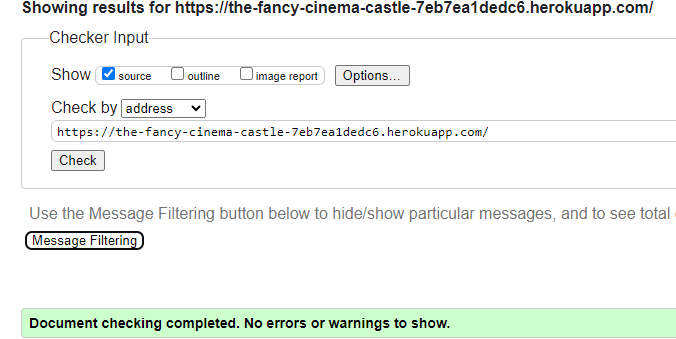 Showing results for https://the-fancy-cinema-castle-7eb7ea1dedc6.herokuapp.com/
Checker Input
Show source outline image report Options...
Check by address
https://the-fancy-cinema-castle-7eb7ea1dedc6.herokuapp.com/
Check
Use the Message Filtering button below to hide/show particular messages, and to see total
Message Filtering
Document checking completed. No errors or warnings to show.